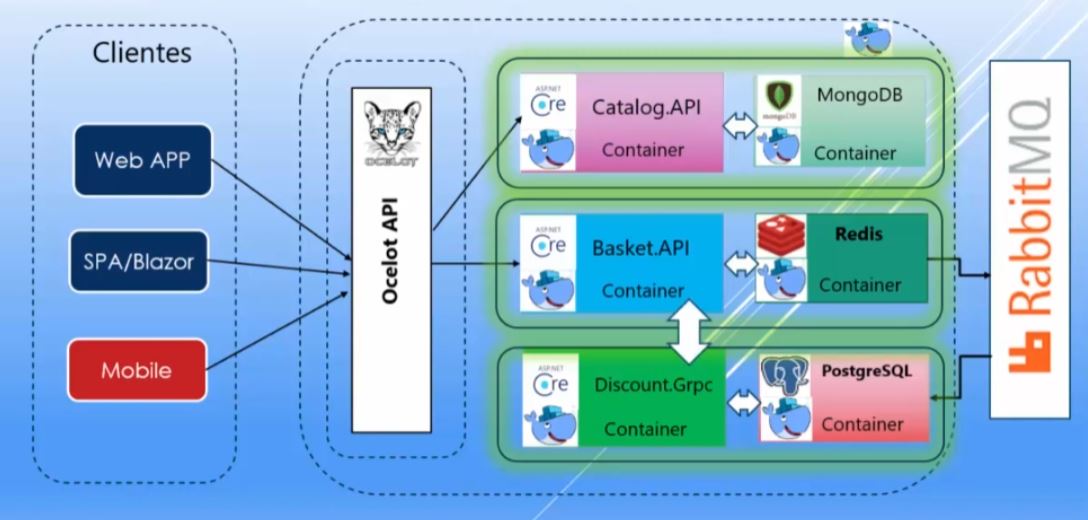 Clientes
Web APP
SPA/Blazor
Mobile
OCELOT
Ocelot API
ASP.NET
Core
Catalog.API
Container
mongoDB
MongoDB
Container
ASP.NET
Core
Basket.API
Container
Redis
Container
ASP.NET
Core
Discount.Grpc
Container
PostgreSQL
Container
RabbitMQ